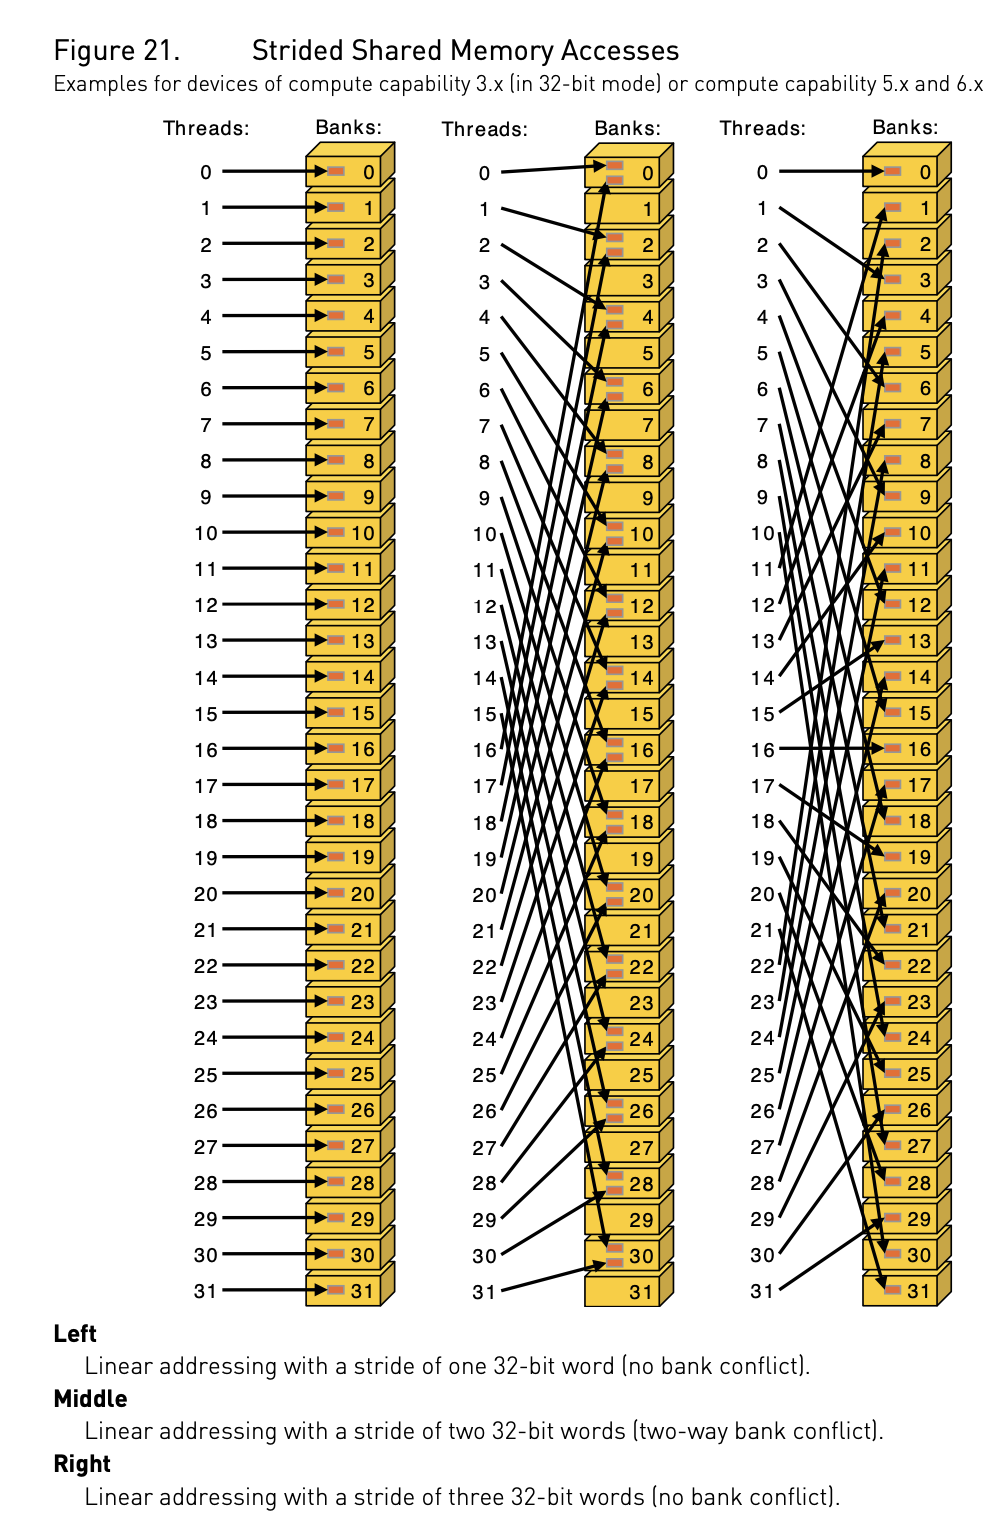 Figure 21. Strided Shared Memory Accesses
Examples for devices of compute capability 3.x (in 32-bit mode) or compute capability 5.x and 6.x
Threads: Banks: Threads: Banks: Threads: Banks:
0 0 0 0 0 0
1 1 1 1 1 1
2 2 2 2 2 2
3 3 3 3 3 3
4 4 4 4 4 4
5 5 5 5 5 5
6 6 6 6 6 6
7 7 7 7 7 7
8 8 8 8 8 8
9 9 9 9 9 9
10 10 10 10 10 10
11 11 11 11 11 11
12 12 12 12 12 12
13 13 13 13 13 13
14 14 14 14 14 14
15 15 15 15 15 15
16 16 16 16 16 16
17 17 17 17 17 17
18 18 18 18 18 18
19 19 19 19 19 19
20 20 20 20 20 20
21 21 21 21 21 21
22 22 22 22 22 22
23 23 23 23 23 23
24 24 24 24 24 24
25 25 25 25 25 25
26 26 26 26 26 26
27 27 27 27 27 27
28 28 28 28 28 28
29 29 29 29 29 29
30 30 30 30 30 30
31 31 31 31 31 31
Left
Linear addressing with a stride of one 32-bit word (no bank conflict).
Middle
Linear addressing with a stride of two 32-bit words (two-way bank conflict).
Right
Linear addressing with a stride of three 32-bit words (no bank conflict).